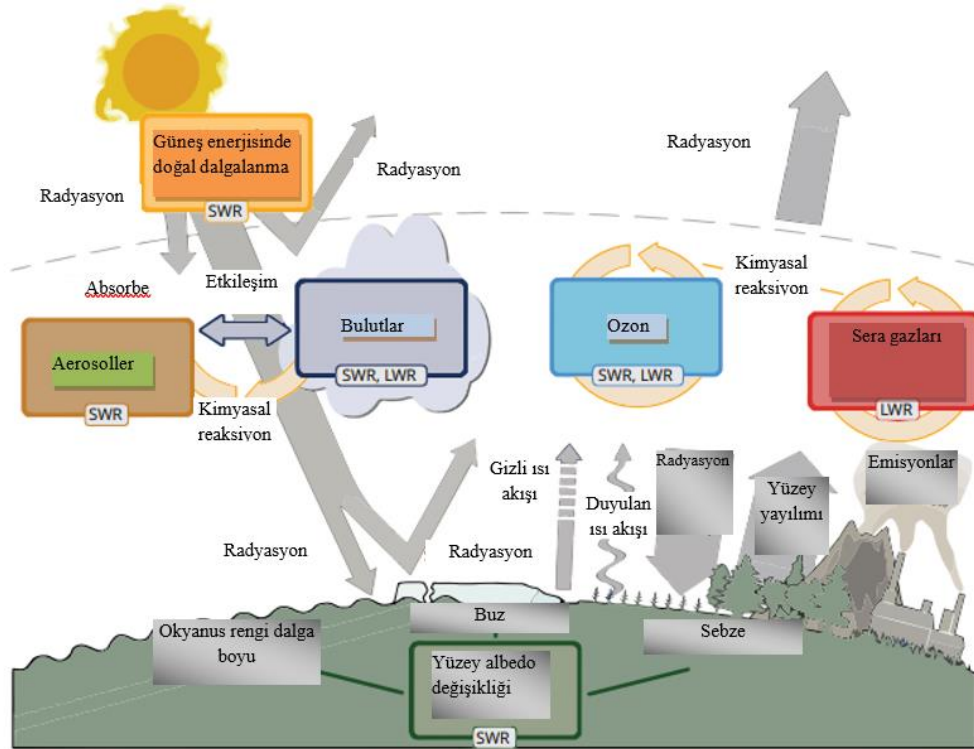 Güneş enerjisinde
doğal dalgalanma
SWR
Radyasyon
Radyasyon
Radyasyon
Absorbe
Etkileşim
Kimyasal
reaksiyon
Aerosoller
SWR
Bulutlar
SWR, LWR
Ozon
SWR, LWR
Sera gazları
LWR
Kimyasal
reaksiyon
Gizli ısı
akışı
Duyulan
ısı akışı
Radyasyon
Yüzey
yayılımı
Emisyonlar
Radyasyon
Radyasyon
Buz
Okyanus rengi dalga
boyu
Sebze
Yüzey albedo
değişikliği
SWR